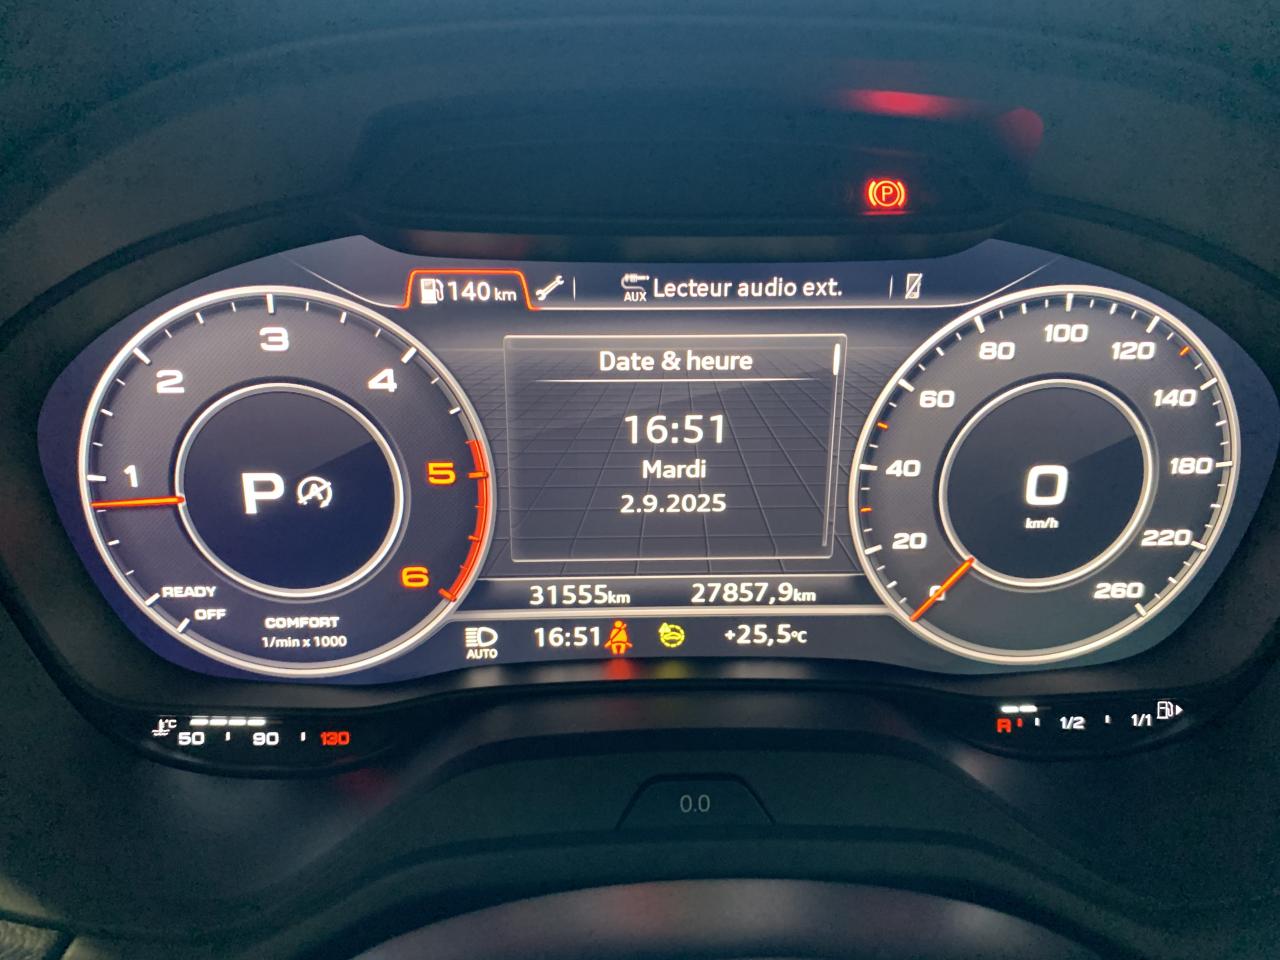 P
140 km
AUX Lecteur audio ext.
Date & heure
16:51
Mardi
2.9.2025
1
2
3
4
5
6
P A
READY
OFF
COMFORT
1/min x 1000
0
20
40
60
80
100
120
140
180
220
260
0
km/h
31555km 27857,9km
AUTO 16:51 +25,5°C
°C 50 90 130
R 1/2 1/1
0.0